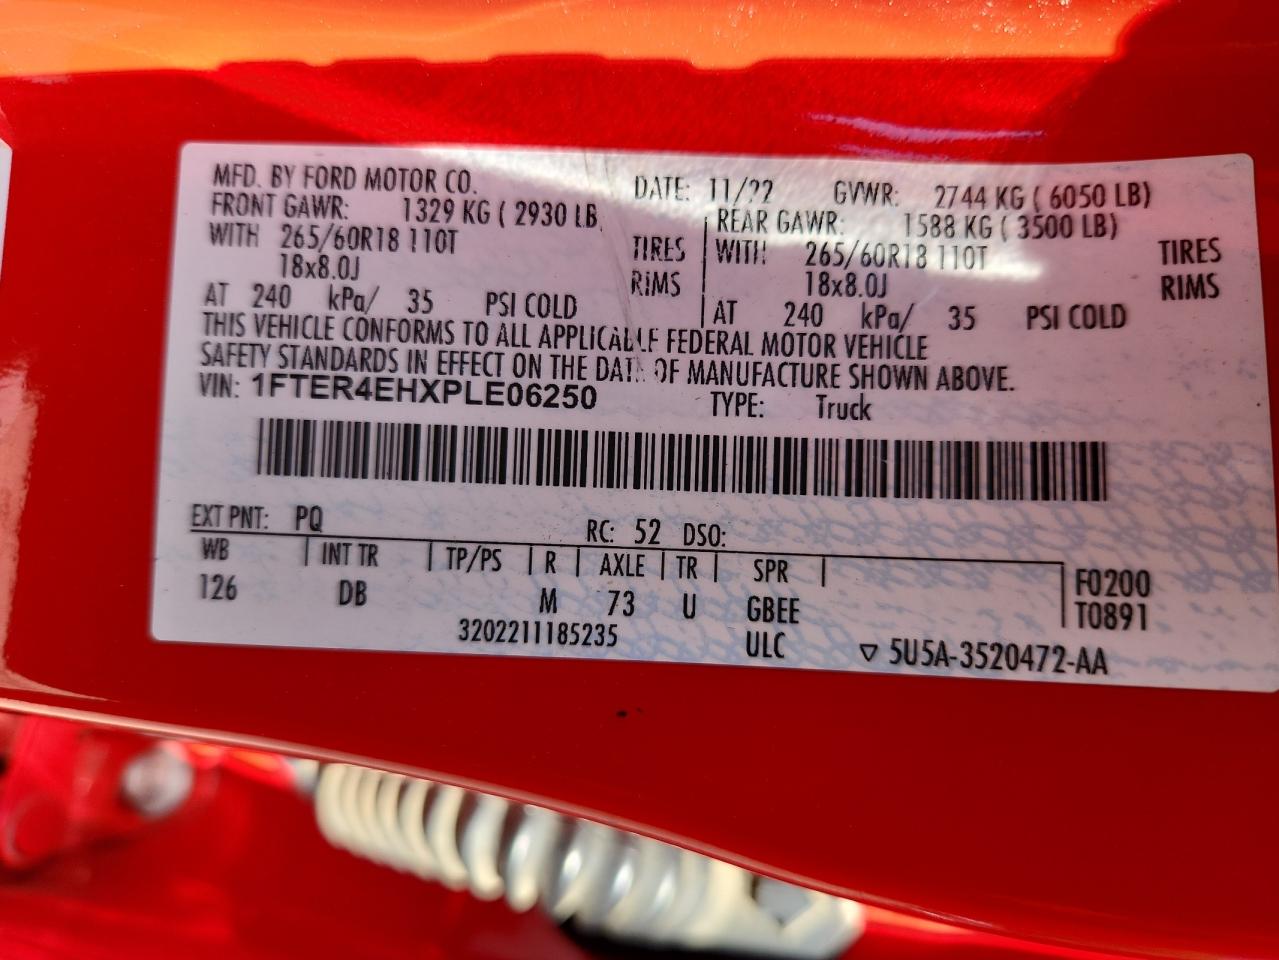 MFD. BY FORD MOTOR CO. DATE: 11/22 GVWR: 2744 KG ( 6050 LB)
FRONT GAWR: 1329 KG ( 2930 LB REAR GAWR: 1588 KG ( 3500 LB)
WITH 265/60R18 110T TIRES WITH 265/60R18 110T TIRES
18x8.0J RIMS 18x8.0J RIMS
AT 240 kPa/ 35 PSI COLD AT 240 kPa/ 35 PSI COLD
THIS VEHICLE CONFORMS TO ALL APPLICABLE FEDERAL MOTOR VEHICLE
SAFETY STANDARDS IN EFFECT ON THE DATE OF MANUFACTURE SHOWN ABOVE.
VIN: 1FTER4EHXPLE06250 TYPE: Truck
EXT PNT: PQ RC: 52 DSO:
WB INT TR TP/PS R AXLE TR SPR F0200
126 DB M 73 U GBEE T0891
3202211185235 ULC ▽ 5U5A-3520472-AA